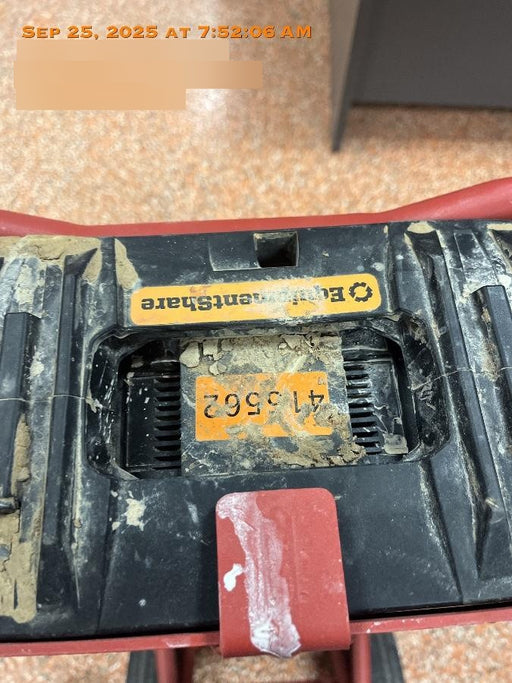 Sep 25, 2025 at 7:52:06 AM
EquipmentShare
415562